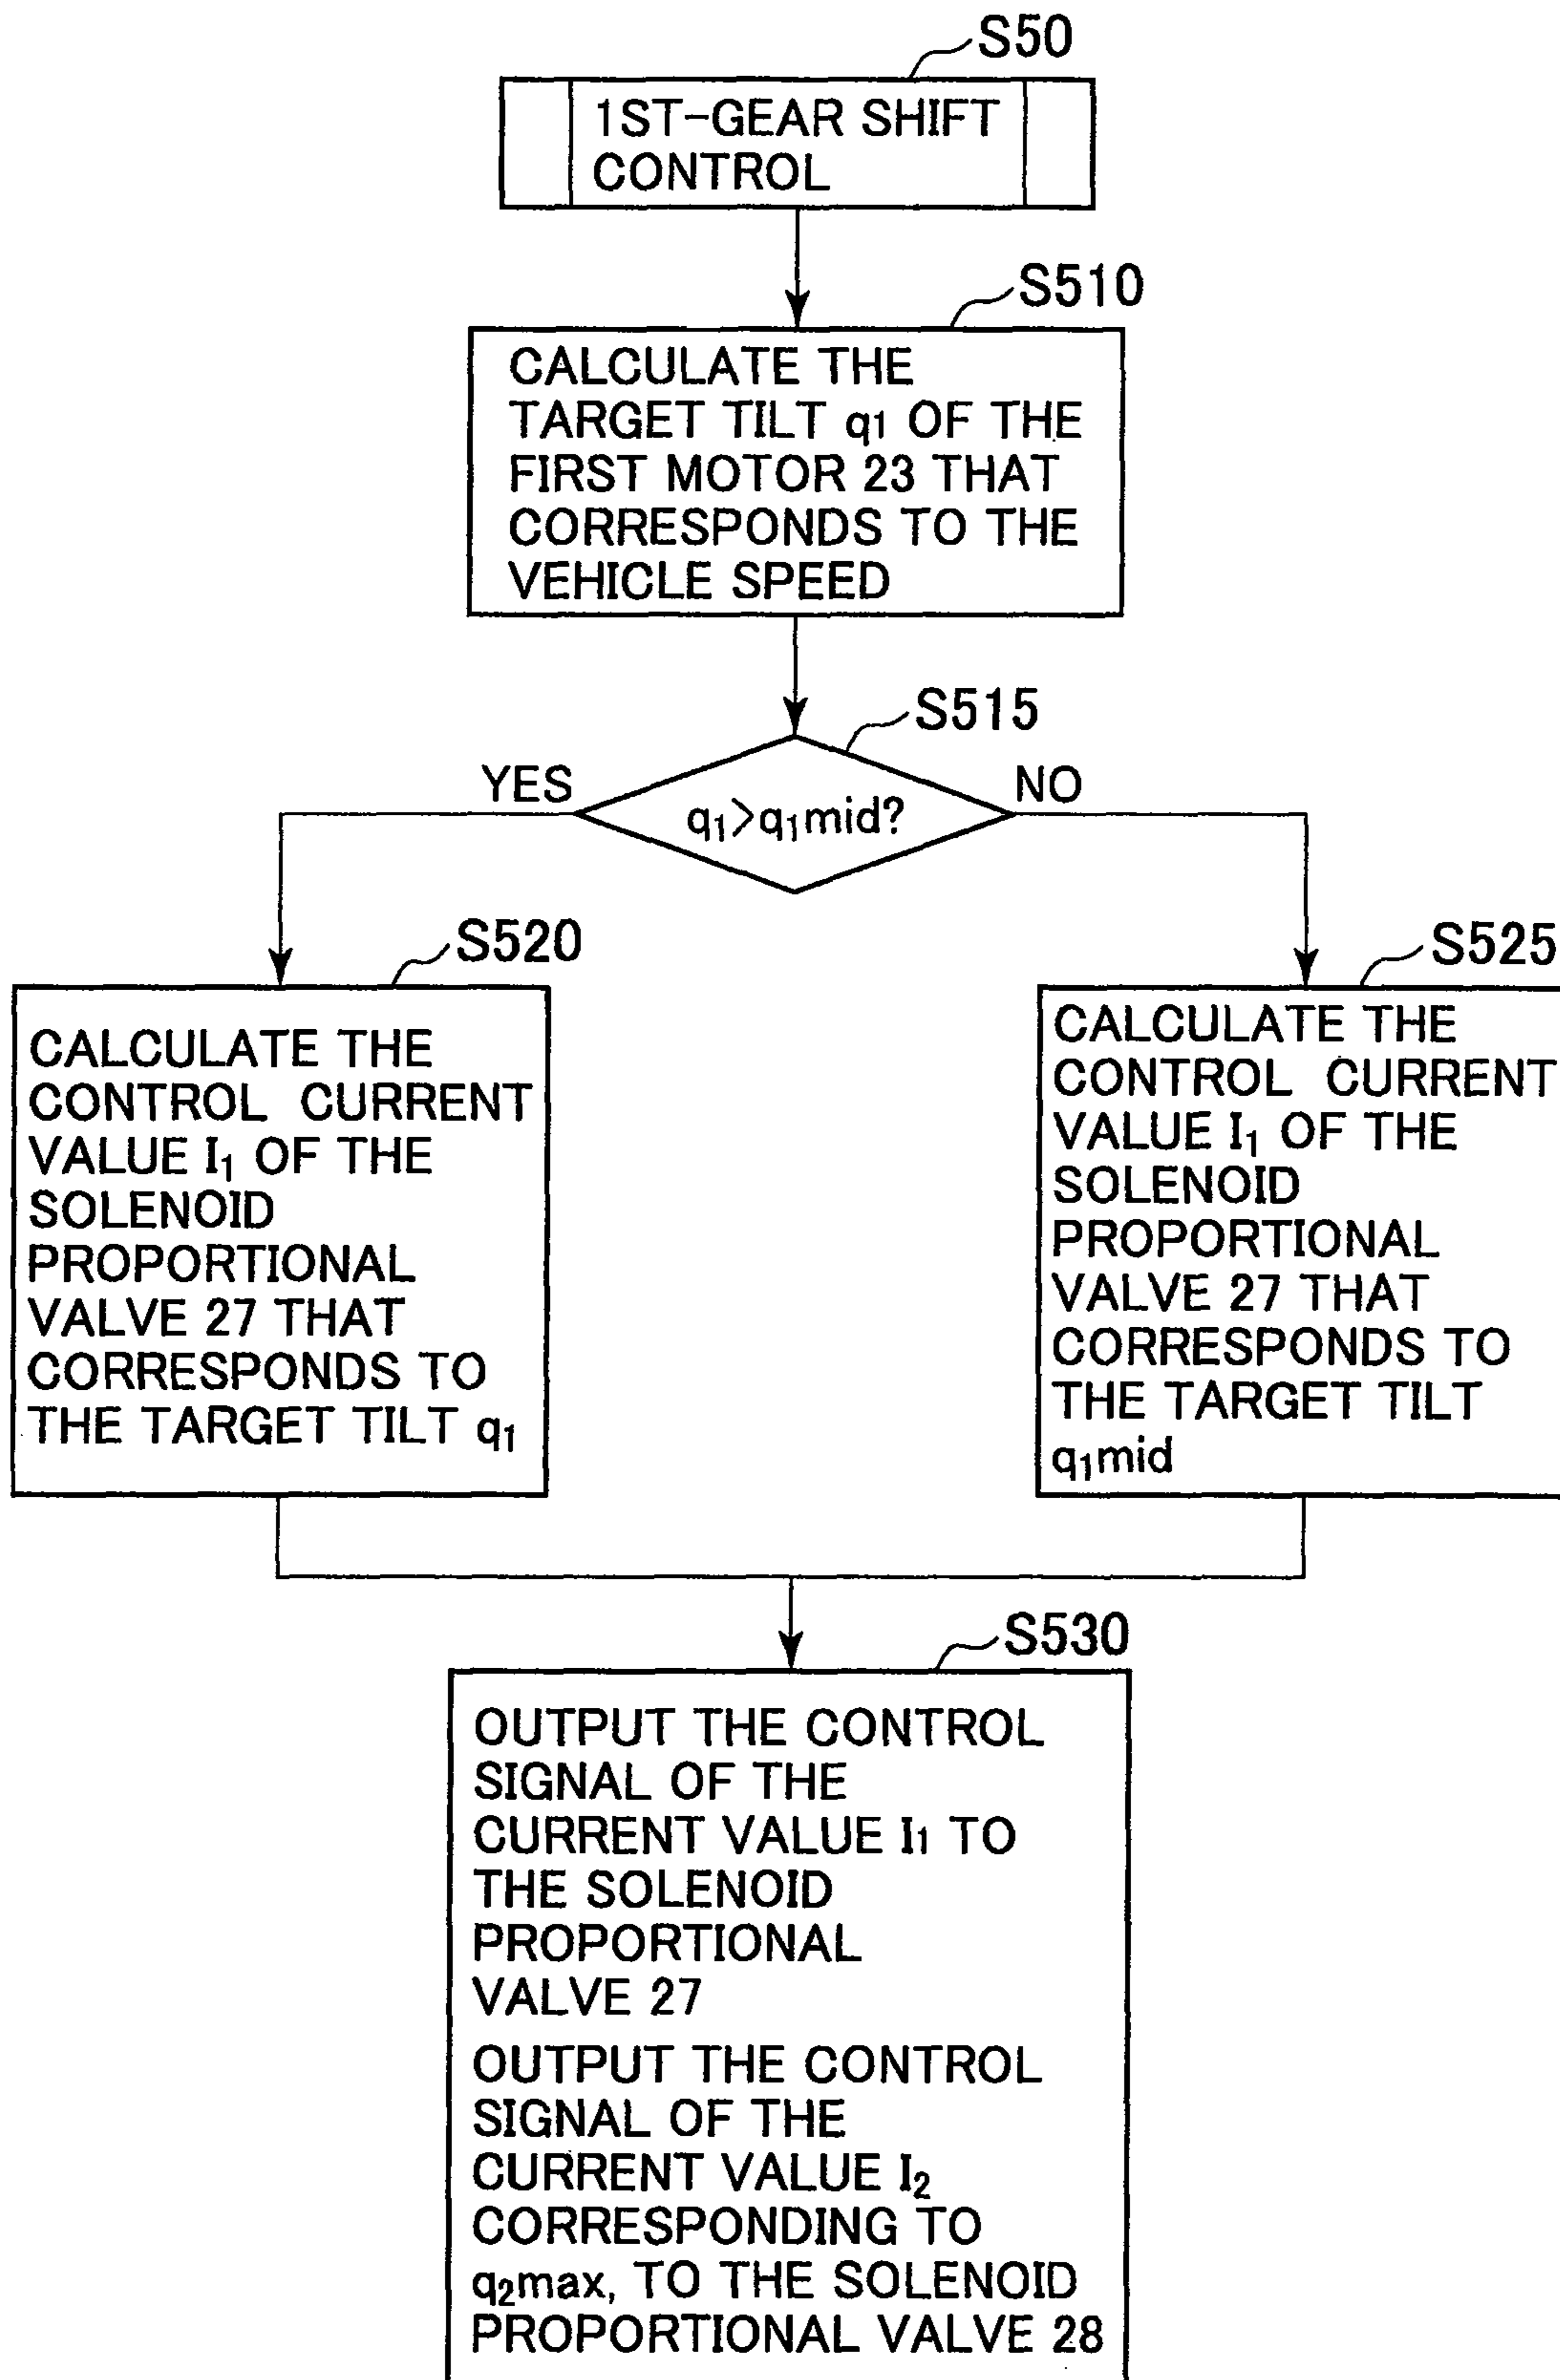 S50
1ST-GEAR SHIFT
CONTROL
S510
CALCULATE THE
TARGET TILT q1 OF THE
FIRST MOTOR 23 THAT
CORRESPONDS TO THE
VEHICLE SPEED
S515
YES
NO
q1>q1mid?
S520
CALCULATE THE
CONTROL CURRENT
VALUE I1 OF THE
SOLENOID
PROPORTIONAL
VALVE 27 THAT
CORRESPONDS TO
THE TARGET TILT q1
S525
CALCULATE THE
CONTROL CURRENT
VALUE I1 OF THE
SOLENOID
PROPORTIONAL
VALVE 27 THAT
CORRESPONDS TO
THE TARGET TILT
q1mid
S530
OUTPUT THE CONTROL
SIGNAL OF THE
CURRENT VALUE I1 TO
THE SOLENOID
PROPORTIONAL
VALVE 27
OUTPUT THE CONTROL
SIGNAL OF THE
CURRENT VALUE I2
CORRESPONDING TO
q2max, TO THE SOLENOID
PROPORTIONAL VALVE 28